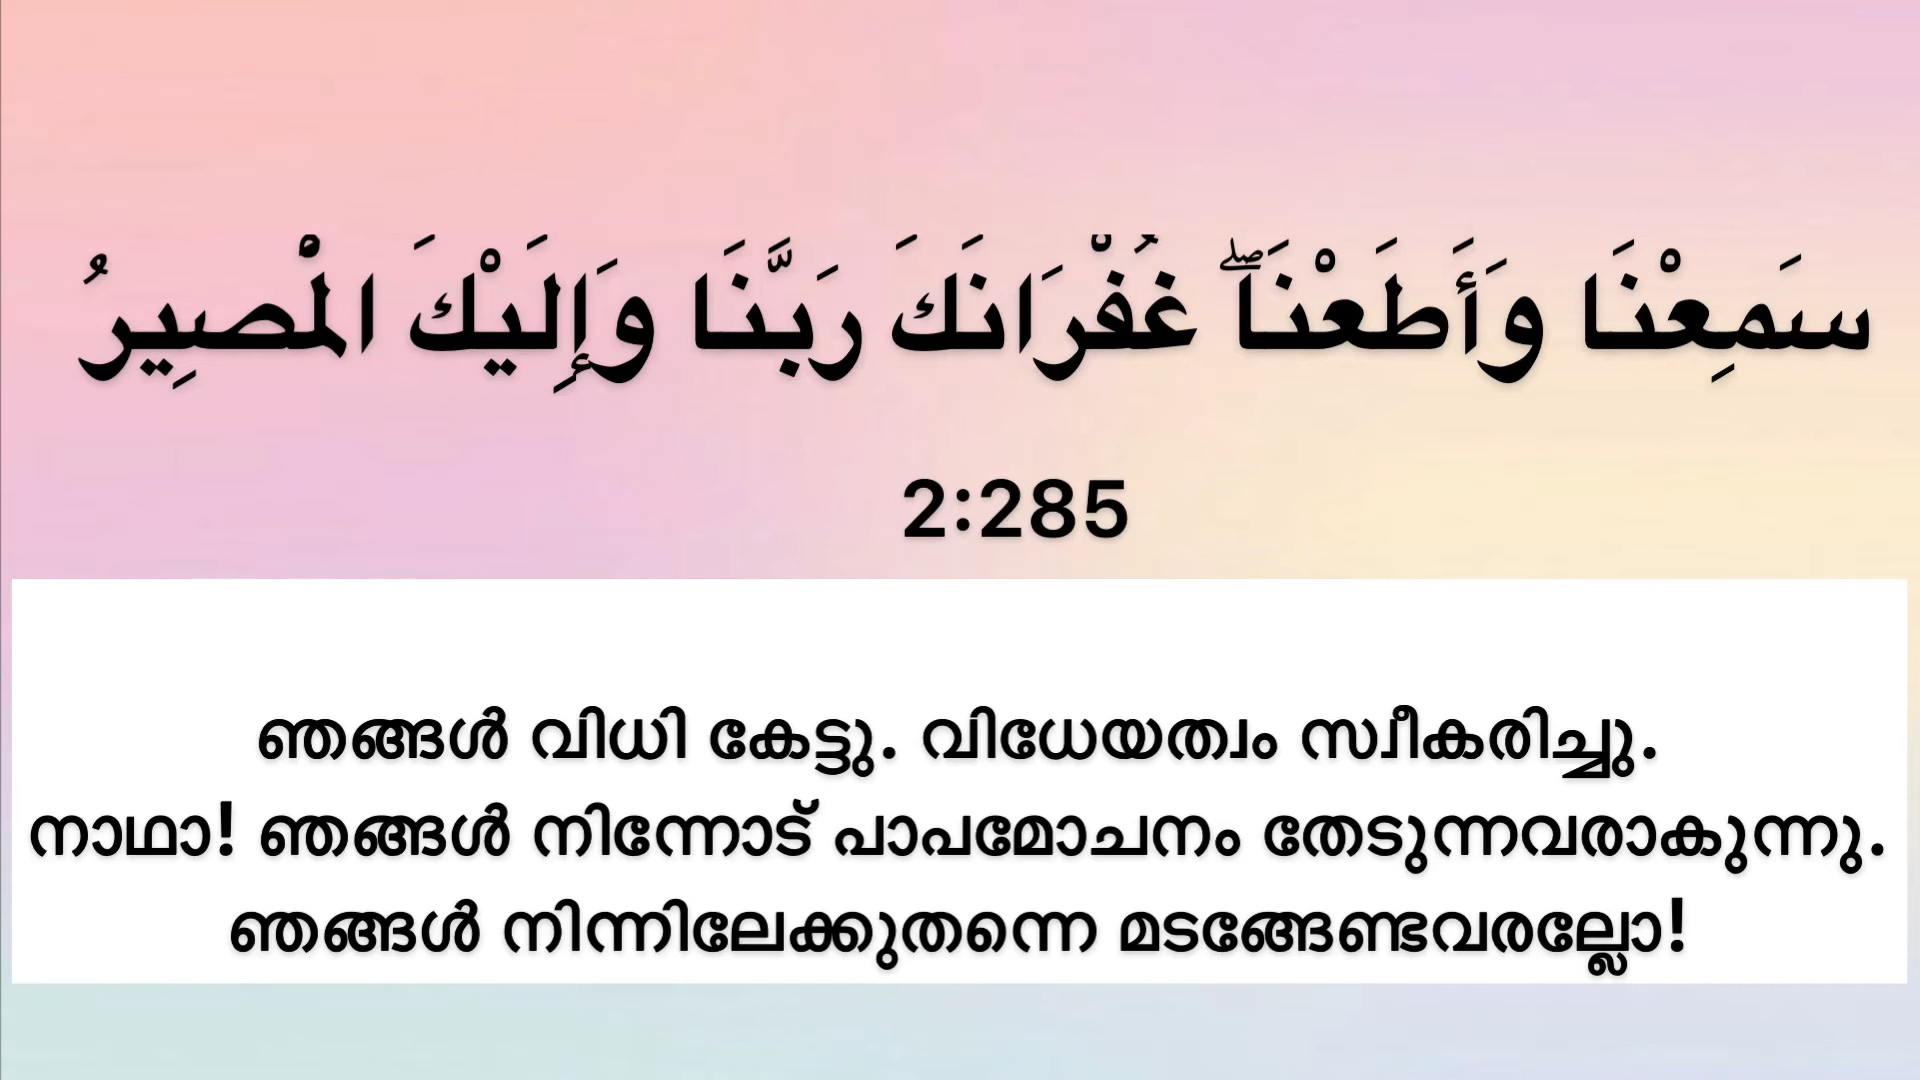 سَمِعْنَا وَأَطَعْنَاۖ غُفْرَانَكَ رَبَّنَا وَإِلَيْكَ الْمَصِيرُ
2:285
ഞങ്ങൾ വിധി കേട്ടു. വിധേയത്വം സ്വീകരിച്ചു.
നാഥാ! ഞങ്ങൾ നിന്നോട് പാപമോചനം തേടുന്നവരാകുന്നു.
ഞങ്ങൾ നിന്നിലേക്കുതന്നെ മടങ്ങേണ്ടവരല്ലോ!